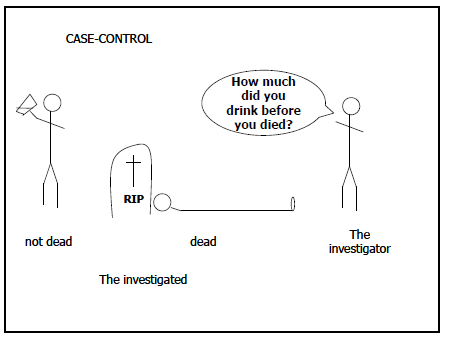 CASE-CONTROL
How much
did you
drink before
you died?
RIP
not dead
dead
The
investigator
The investigated